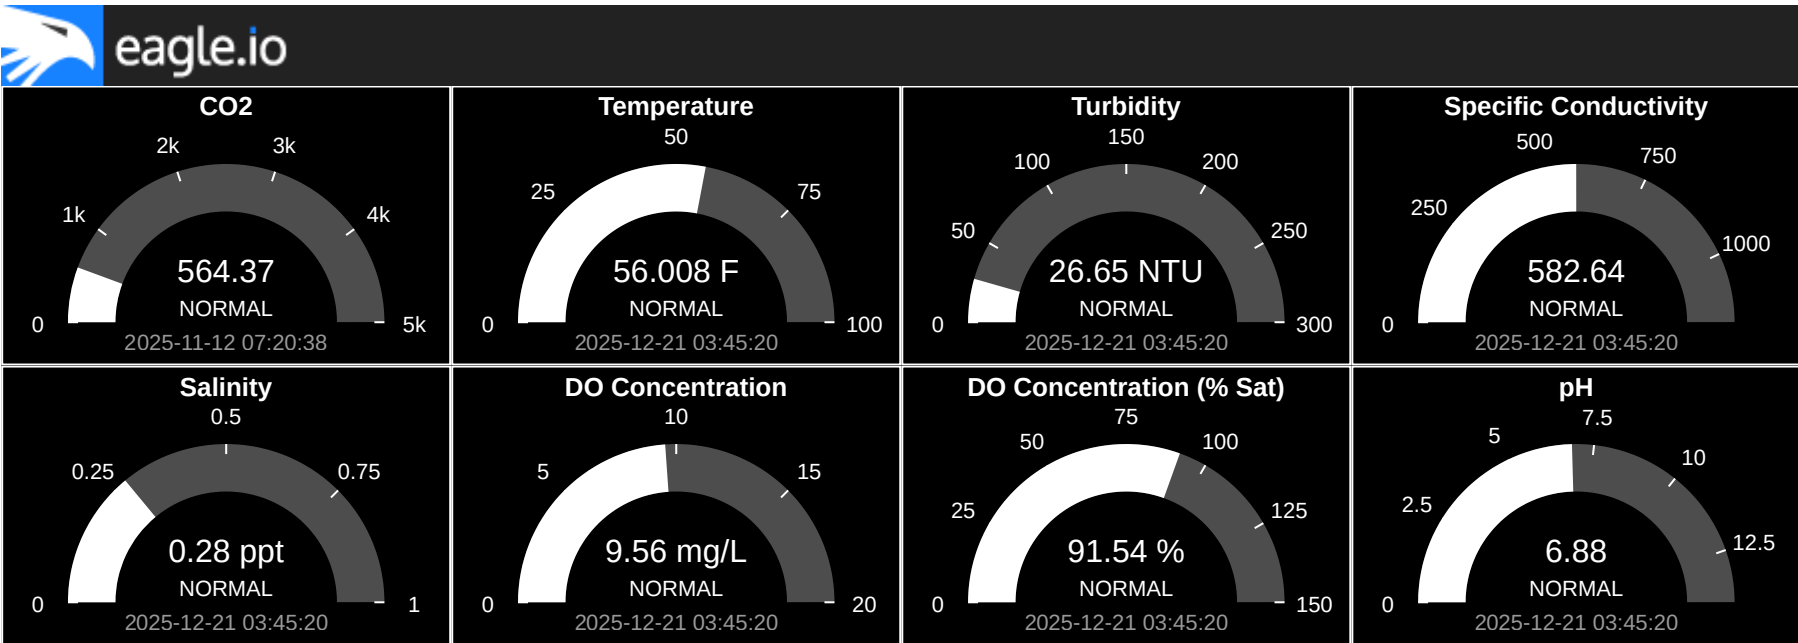 eagle.io
CO2
2k
3k
1k
4k
564.37
NORMAL
0
5k
2025-11-12 07:20:38
Temperature
50
25
75
56.008 F
NORMAL
0
100
2025-12-21 03:45:20
Turbidity
150
100
200
50
250
26.65 NTU
NORMAL
0
300
2025-12-21 03:45:20
Specific Conductivity
500
750
250
1000
582.64
NORMAL
0
2025-12-21 03:45:20
Salinity
0.5
0.25
0.75
0.28 ppt
NORMAL
0
1
2025-12-21 03:45:20
DO Concentration
10
5
15
9.56 mg/L
NORMAL
0
20
2025-12-21 03:45:20
DO Concentration (% Sat)
75
50
100
25
125
91.54 %
NORMAL
0
150
2025-12-21 03:45:20
pH
7.5
5
10
2.5
12.5
6.88
NORMAL
0
2025-12-21 03:45:20